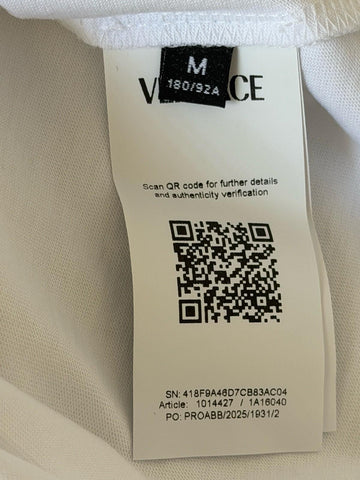 M
180/92A
V CE
Scan QR code for further details
and authenticity verification
SN: 418F9A46D7CB83AC04
Article: 1014427 / 1A16040
PO: PROABB/2025/1931/2